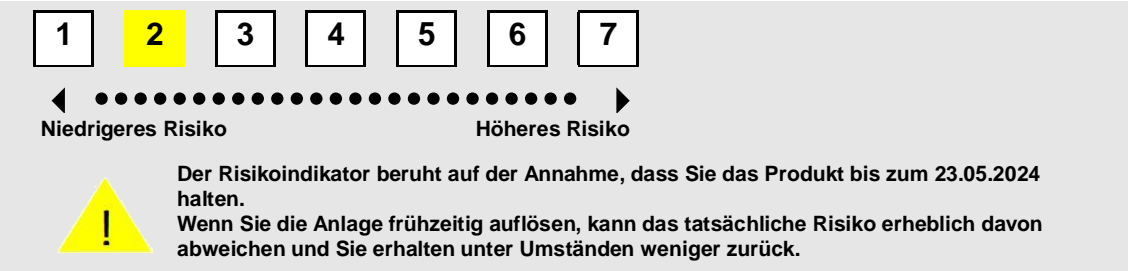 1 2 3 4 5 6 7
Niedrigeres Risiko Höheres Risiko
Der Risikoindikator beruht auf der Annahme, dass Sie das Produkt bis zum 23.05.2024
halten.
Wenn Sie die Anlage frühzeitig auflösen, kann das tatsächliche Risiko erheblich davon
! abweichen und Sie erhalten unter Umständen weniger zurück.